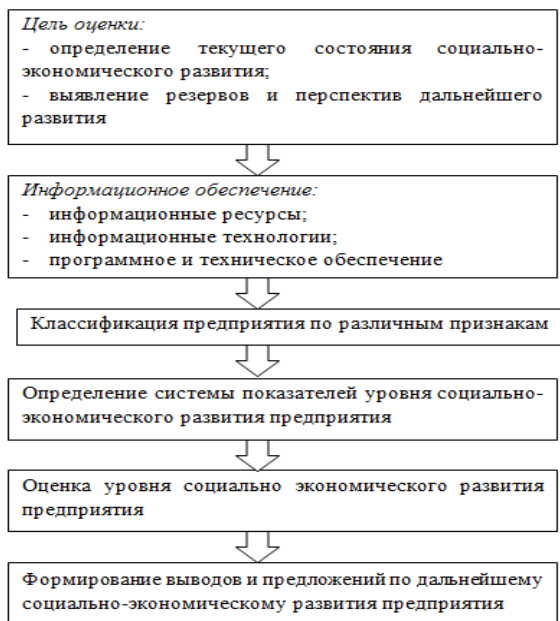 Цель оценки:
- определение текущего состояния социально-
экономического развития;
- выявление резервов и перспектив дальнейшего
развития
Информационное обеспечение:
- информационные ресурсы;
- информационные технологии;
- программное и техническое обеспечение
Классификация предприятия по различным признакам
Определение системы показателей уровня социально-
экономического развития предприятия
Оценка уровня социально экономического развития
предприятия
Формирование выводов и предложений по дальнейшему
социально-экономическому развития предприятия